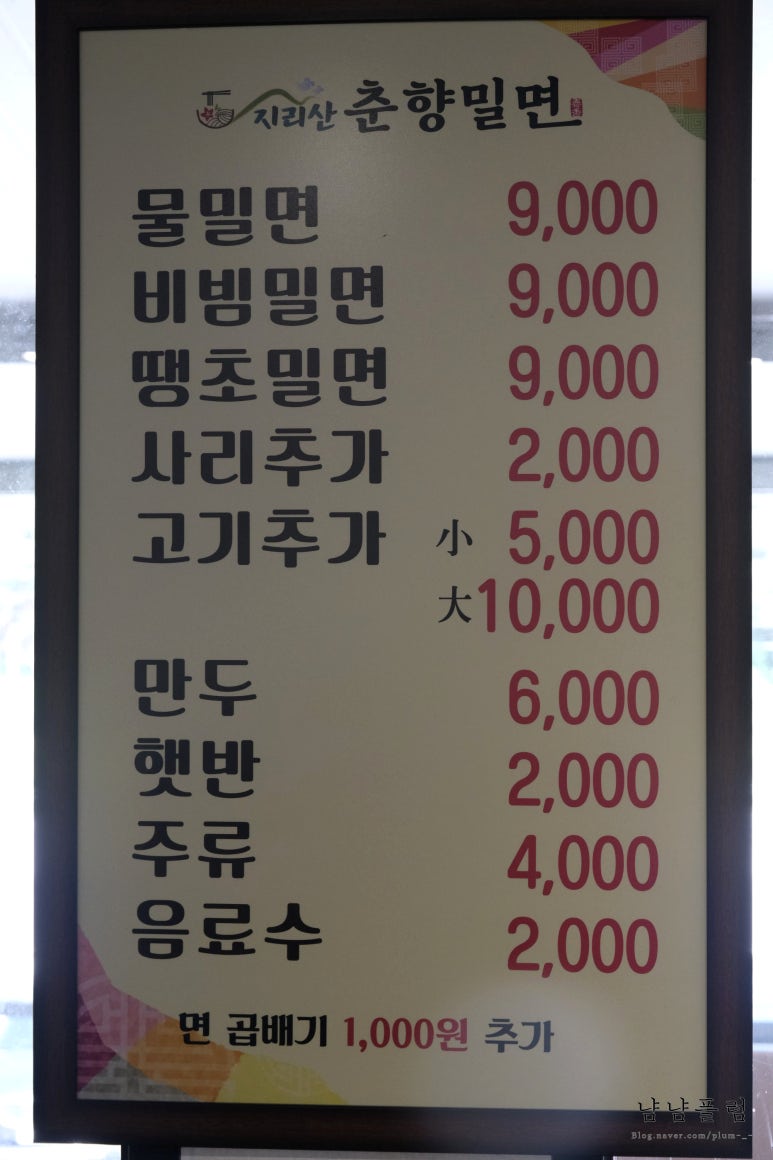 지리산 춘향밀면
물밀면 9,000
비빔밀면 9,000
땡초밀면 9,000
사리추가 2,000
고기추가 小 5,000
大 10,000
만두 6,000
햇반 2,000
주류 4,000
음료수 2,000
면 곱배기 1,000원 추가
냠냠플럼
Blog.naver.com/plum-_-